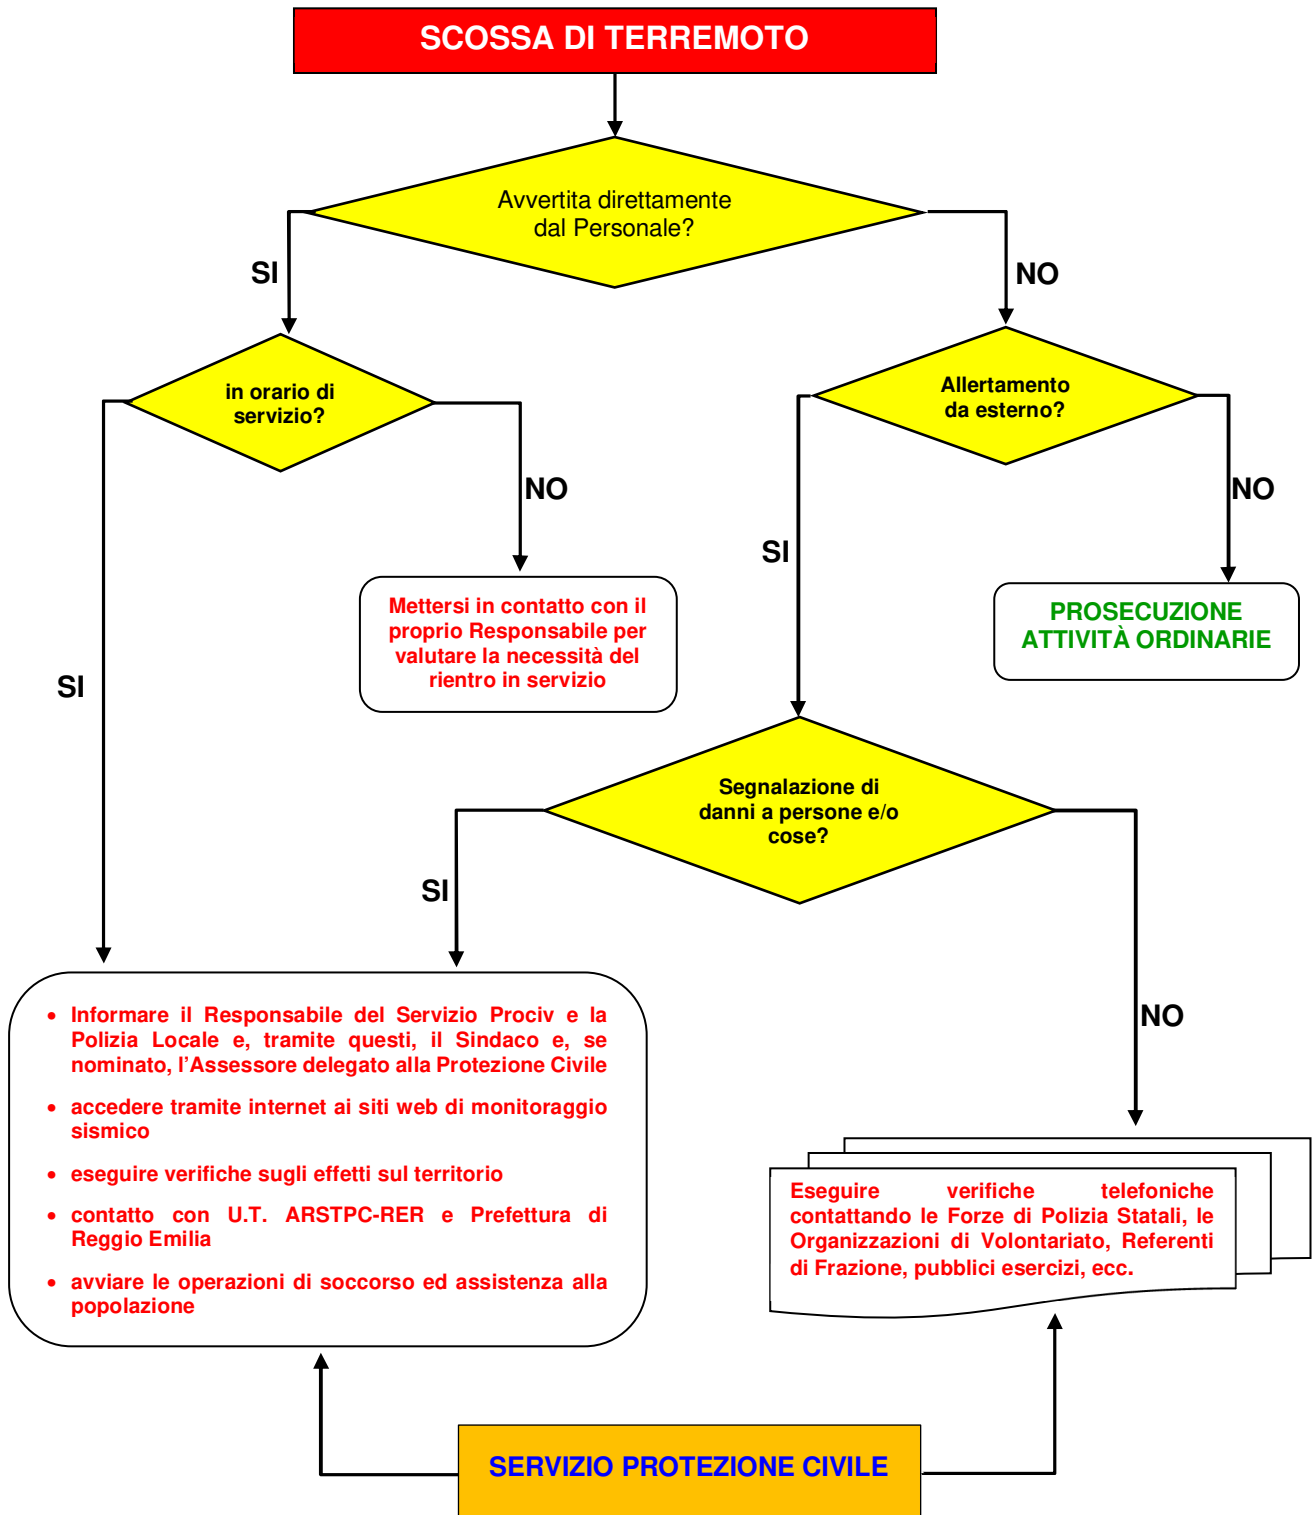 SCOSSA DI TERREMOTO
Avvertita direttamente
dal Personale?
SI
NO
in orario di
servizio?
Allertamento
da esterno?
NO
NO
SI
Mettersi in contatto con il
proprio Responsabile per
valutare la necessità del
rientro in servizio
PROSECUZIONE
ATTIVITÀ ORDINARIE
SI
Segnalazione di
danni a persone e/o
cose?
SI
NO
• Informare il Responsabile del Servizio Prociv e la
Polizia Locale e, tramite questi, il Sindaco e, se
nominato, l'Assessore delegato alla Protezione Civile
• accedere tramite internet ai siti web di monitoraggio
sismico
• eseguire verifiche sugli effetti sul territorio
• contatto con U.T. ARSTPC-RER e Prefettura di
Reggio Emilia
• avviare le operazioni di soccorso ed assistenza alla
popolazione
Eseguire verifiche telefoniche
contattando le Forze di Polizia Statali, le
Organizzazioni di Volontariato, Referenti
di Frazione, pubblici esercizi, ecc.
SERVIZIO PROTEZIONE CIVILE